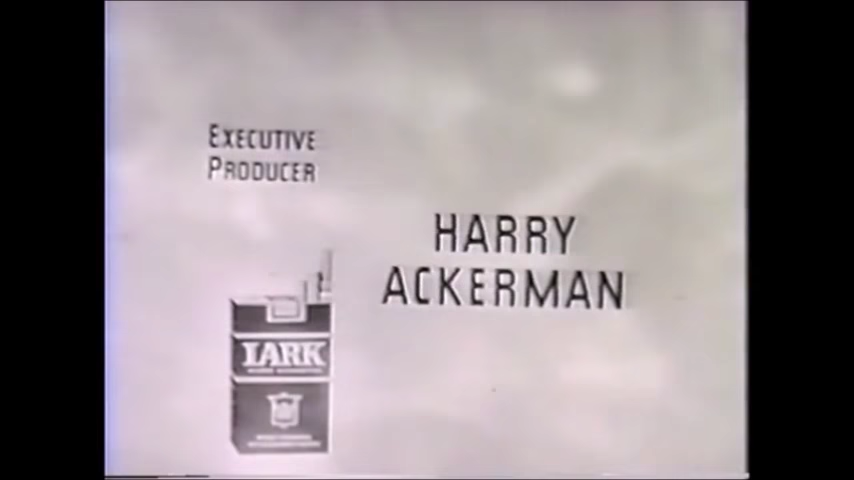 EXECUTIVE
PRODUCER
HARRY
ACKERMAN
LARK